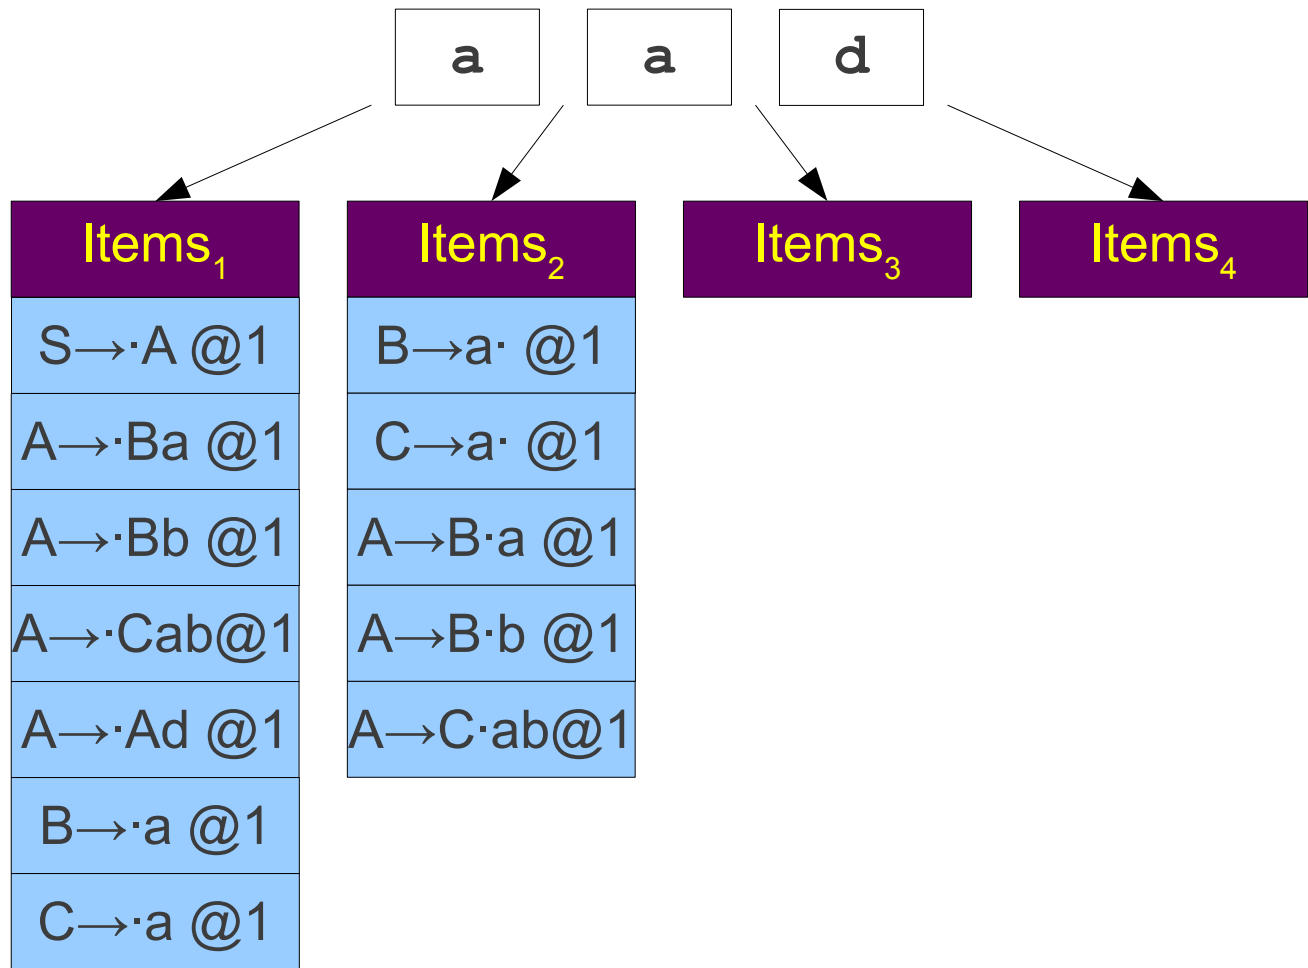 a a d
Items₁ Items₂ Items₃ Items₄
S→·A @1 B→a· @1
A→·Ba @1 C→a· @1
A→·Bb @1 A→B·a @1
A→·Cab@1 A→B·b @1
A→·Ad @1 A→C·ab@1
B→·a @1
C→·a @1